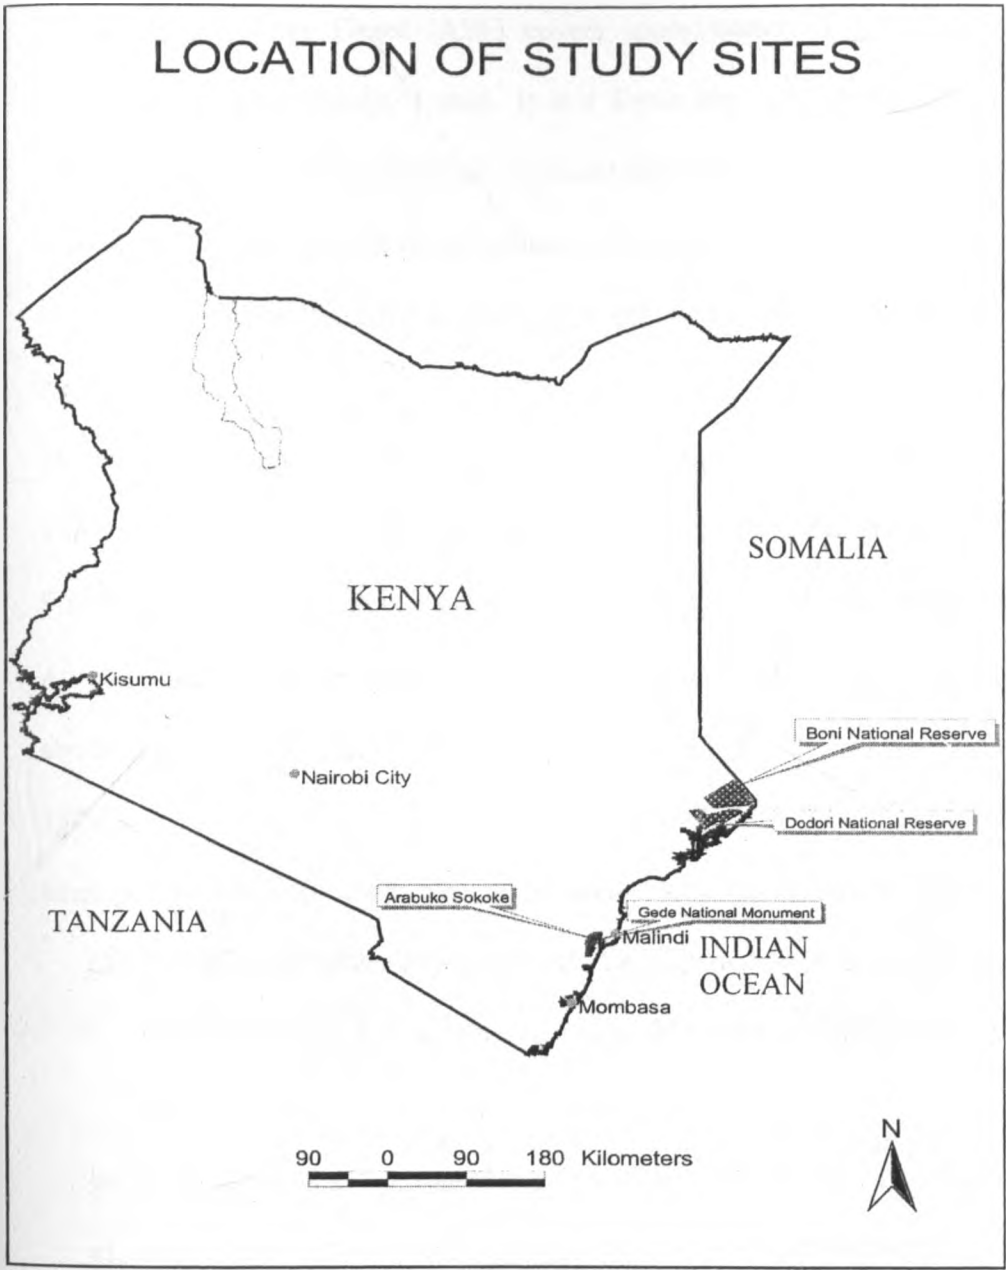 LOCATION OF STUDY SITES
SOMALIA
KENYA
Kisumu
Boni National Reserve
Nairobi City
Dodori National Reserve
Arabuko Sokoke
Gede National Monument
TANZANIA
Malindi
INDIAN
OCEAN
Mombasa
N
90 0 90 180 Kilometers